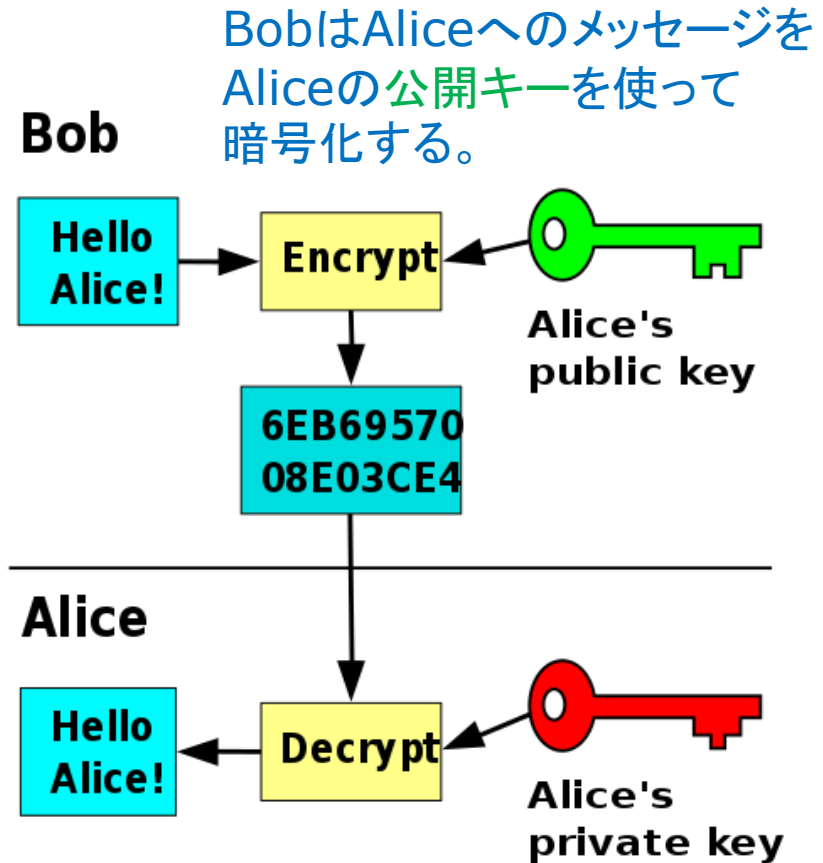 BobはAliceへのメッセージを
Aliceの公開キーを使って
暗号化する。
Bob
Hello
Alice!
Encrypt
Alice's
public key
6EB69570
08E03CE4
Alice
Hello
Alice!
Decrypt
Alice's
private key